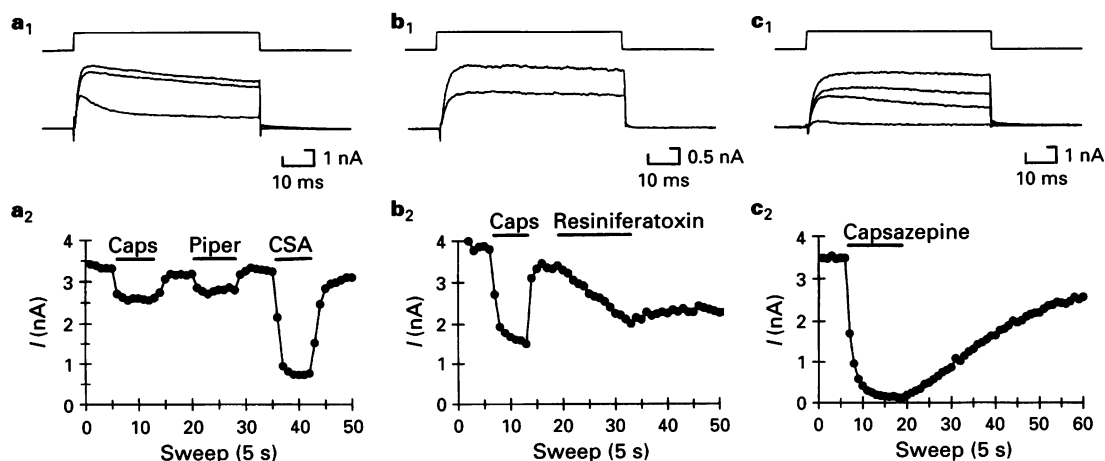 a1
1 nA
10 ms
b1
0.5 nA
10 ms
c1
1 nA
10 ms
a2
Caps Piper CSA
I (nA)
4
3
2
1
0
0 10 20 30 40 50
Sweep (5 s)
b2
Caps Resiniferatoxin
I (nA)
4
3
2
1
0
0 10 20 30 40 50
Sweep (5 s)
c2
Capsazepine
I (nA)
4
3
2
1
0
0 10 20 30 40 50 60
Sweep (5 s)